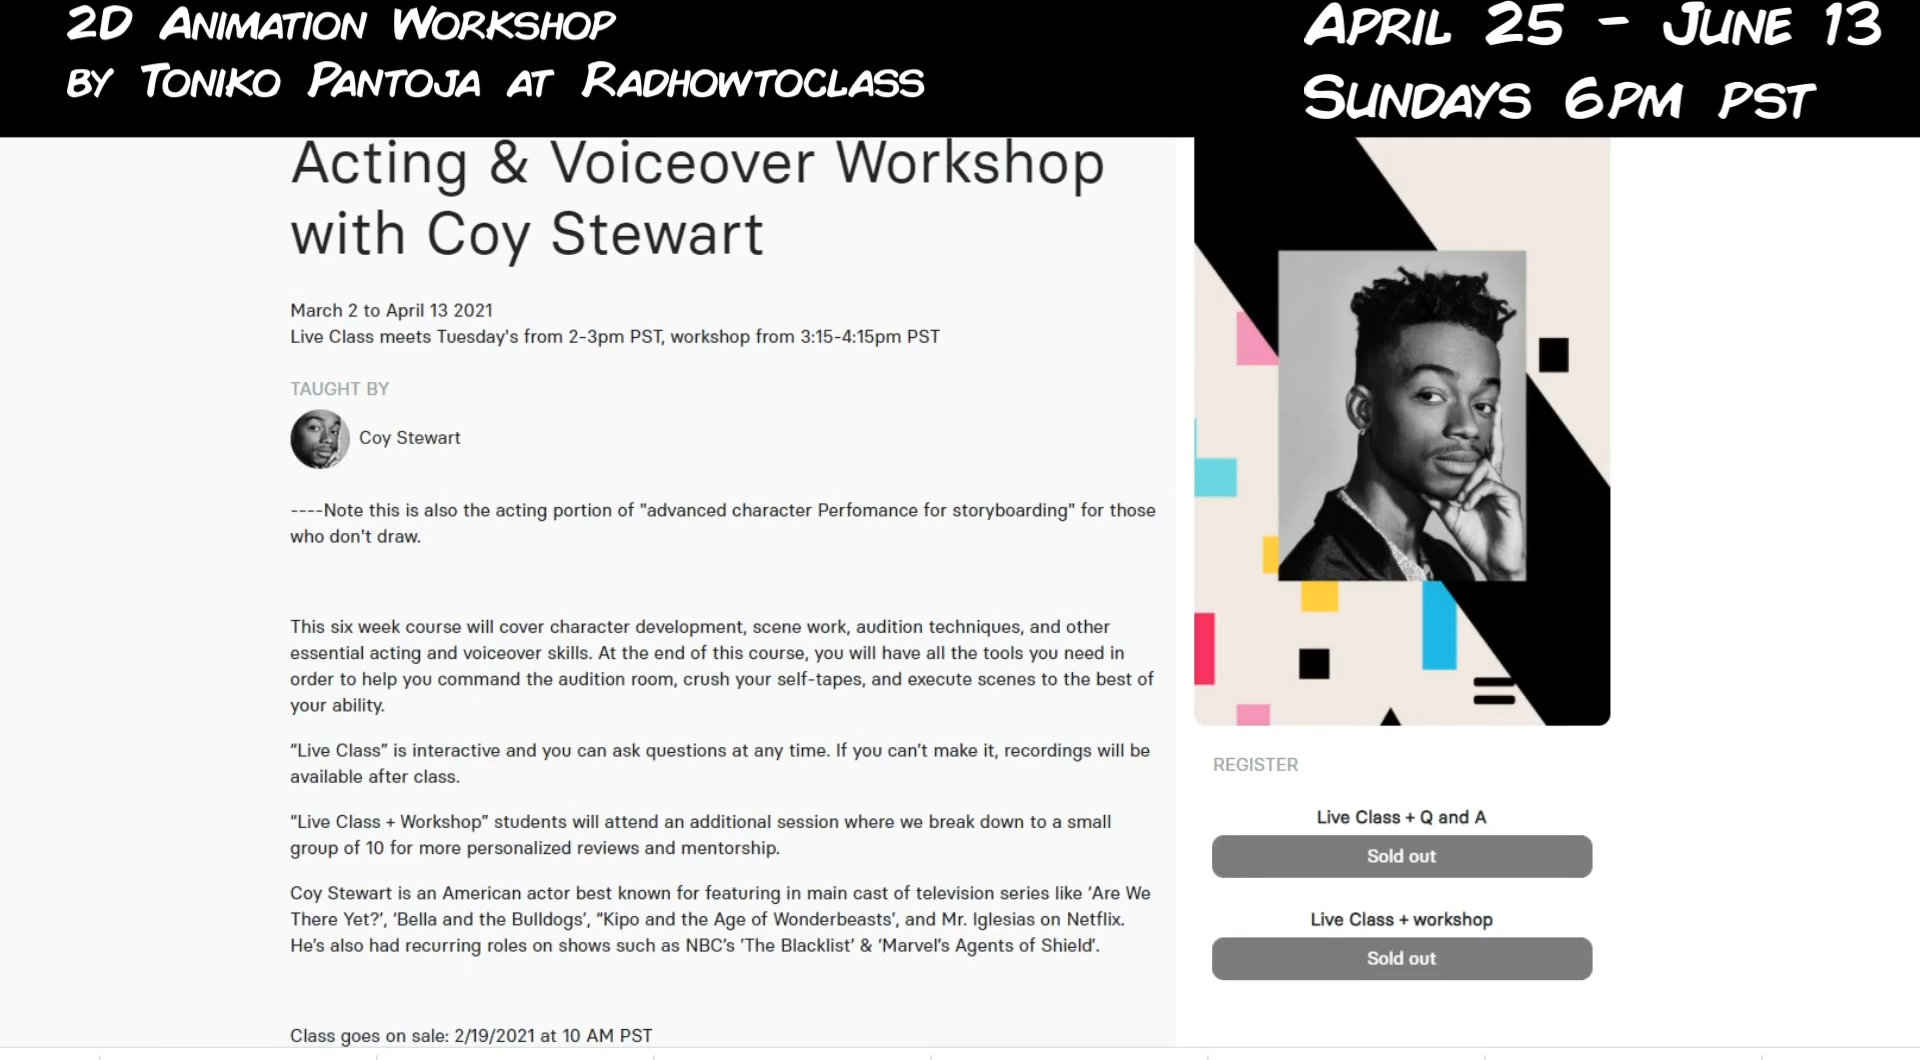 2D Animation Workshop
by Toniko Pantoja at Radhowtoclass
April 25 - June 13
Sundays 6pm PST
Acting & Voiceover Workshop
with Coy Stewart
March 2 to April 13 2021
Live Class meets Tuesday's from 2-3pm PST, workshop from 3:15-4:15pm PST
TAUGHT BY
Coy Stewart
----Note this is also the acting portion of "advanced character Perfomance for storyboarding" for those
who don't draw.
This six week course will cover character development, scene work, audition techniques, and other
essential acting and voiceover skills. At the end of this course, you will have all the tools you need in
order to help you command the audition room, crush your self-tapes, and execute scenes to the best of
your ability.
“Live Class” is interactive and you can ask questions at any time. If you can’t make it, recordings will be
available after class.
“Live Class + Workshop” students will attend an additional session where we break down to a small
group of 10 for more personalized reviews and mentorship.
Coy Stewart is an American actor best known for featuring in main cast of television series like ‘Are We
There Yet?’, ‘Bella and the Bulldogs’, “Kipo and the Age of Wonderbeasts’, and Mr. Iglesias on Netflix.
He’s also had recurring roles on shows such as NBC’s ’The Blacklist’ & ‘Marvel’s Agents of Shield’.
Class goes on sale: 2/19/2021 at 10 AM PST
REGISTER
Live Class + Q and A
Sold out
Live Class + workshop
Sold out